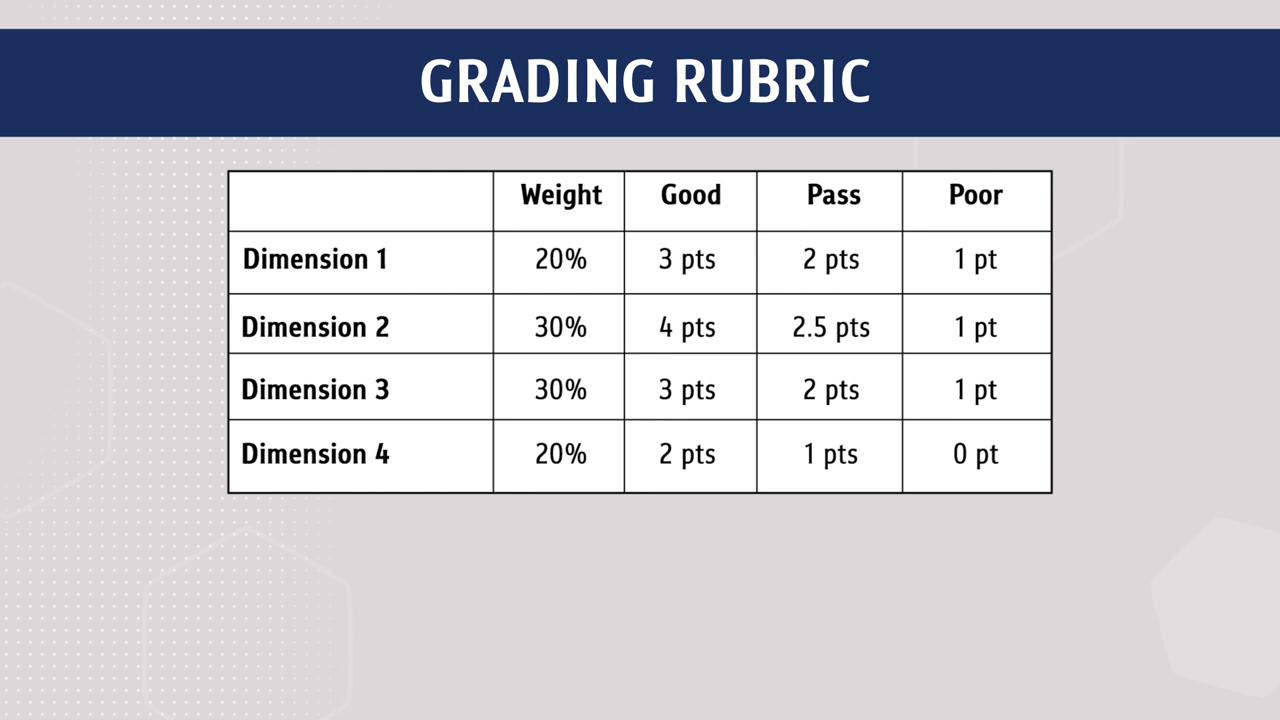 GRADING RUBRIC
Weight Good Pass Poor
Dimension 1 20% 3 pts 2 pts 1 pt
Dimension 2 30% 4 pts 2.5 pts 1 pt
Dimension 3 30% 3 pts 2 pts 1 pt
Dimension 4 20% 2 pts 1 pts 0 pt